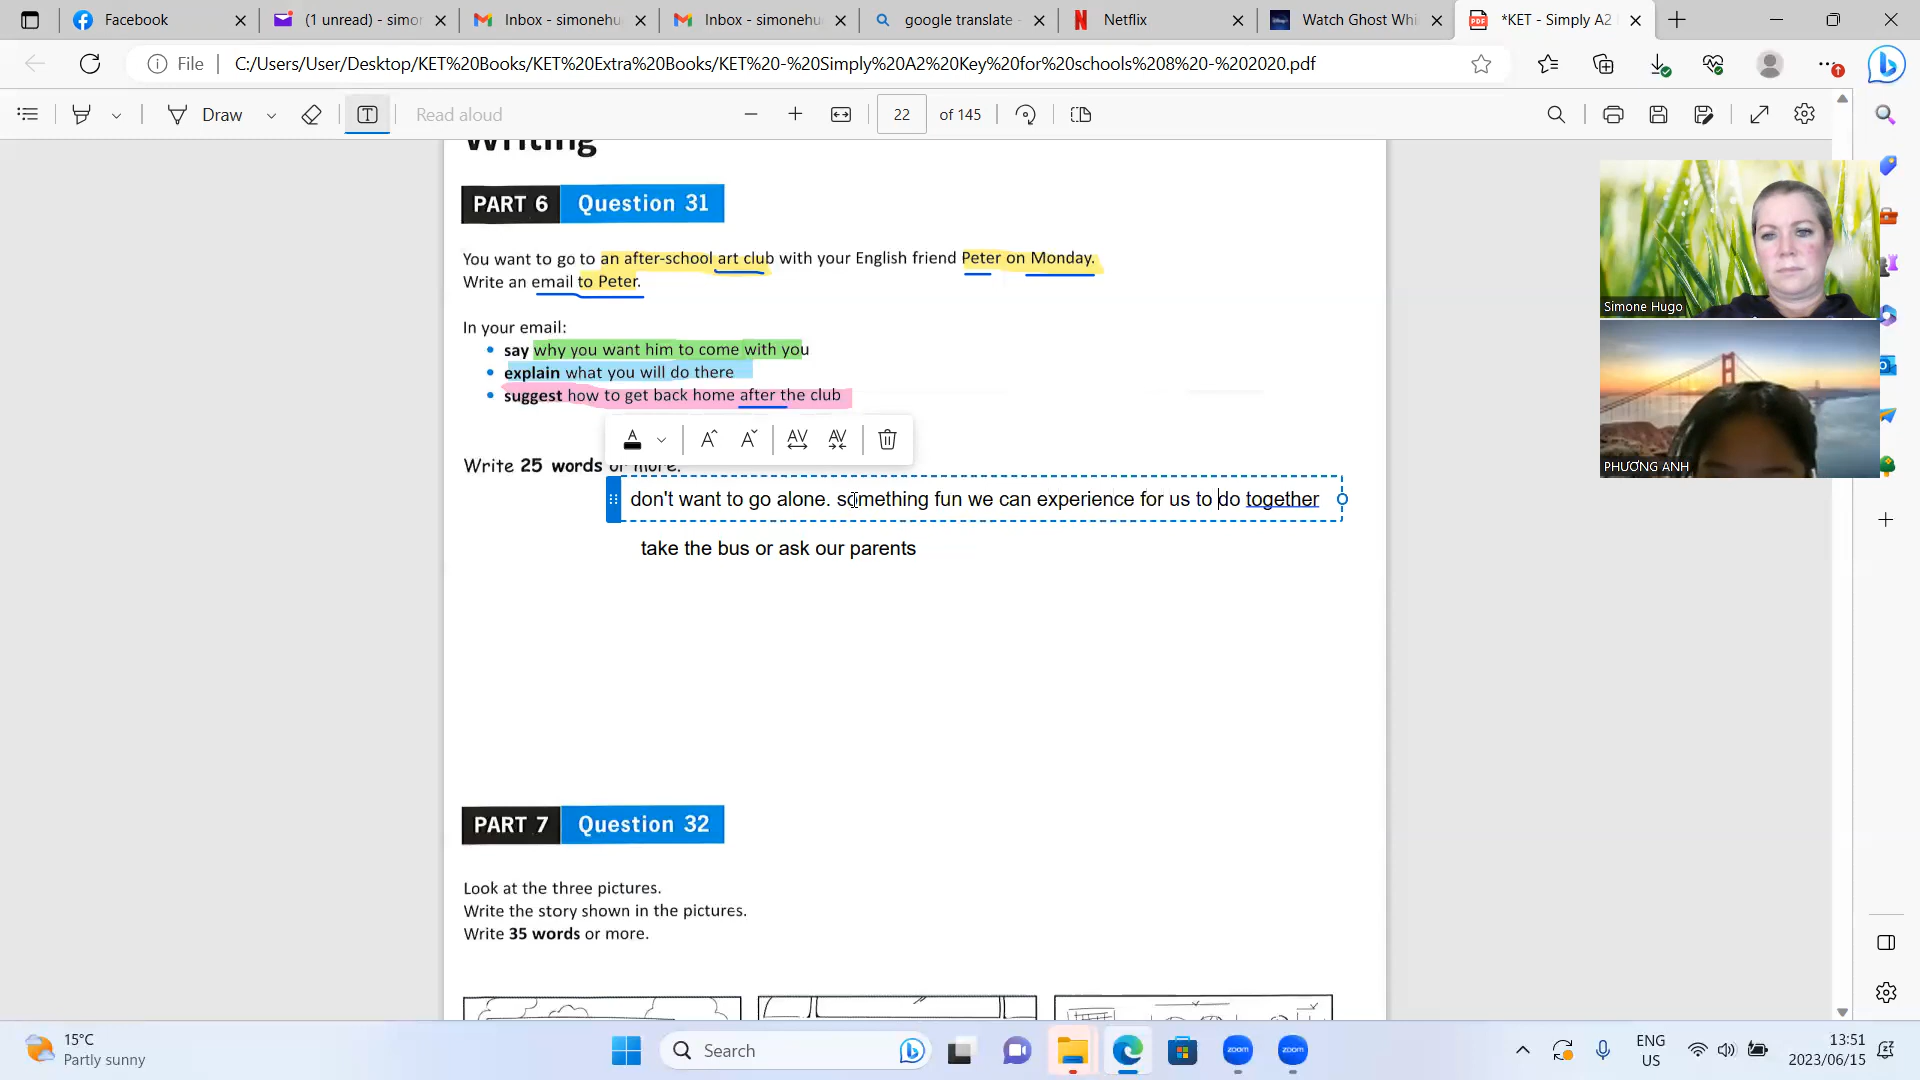 Facebook
(1 unread) - simo
Inbox - simonehu
Inbox - simonehu
google translate -
Netflix
Watch Ghost Whi
*KET - Simply A2
File
C:/Users/User/Desktop/KET%20Books/KET%20Extra%20Books/KET%20-%20Simply%20A2%20Key%20for%20schools%208%20-%202020.pdf
Draw
Read aloud
22
of 145
Writing
PART 6 Question 31
You want to go to an after-school art club with your English friend Peter on Monday.
Write an email to Peter.
In your email:
• say why you want him to come with you
• explain what you will do there
• suggest how to get back home after the club
Write 25 words or more.
don't want to go alone. something fun we can experience for us to do together
take the bus or ask our parents
PART 7 Question 32
Look at the three pictures.
Write the story shown in the pictures.
Write 35 words or more.
Simone Hugo
PHƯƠNG ANH
15°C
Partly sunny
Search
zoom
zoom
ENG
US
13:51
2023/06/15